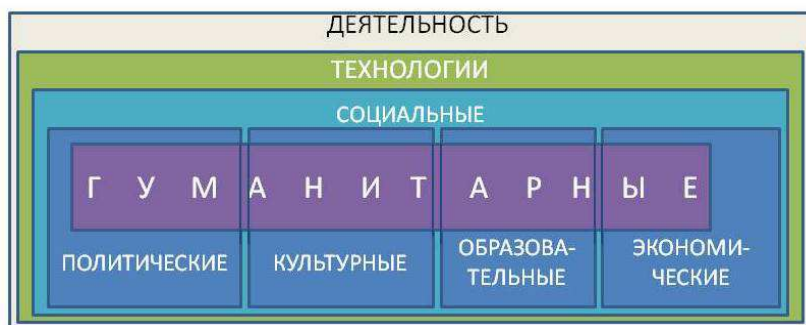 ДЕЯТЕЛЬНОСТЬ
ТЕХНОЛОГИИ
СОЦИАЛЬНЫЕ
Г У М А Н И Т А Р Н Ы Е
ПОЛИТИЧЕСКИЕ
КУЛЬТУРНЫЕ
ОБРАЗОВА-
ТЕЛЬНЫЕ
ЭКОНОМИ-
ЧЕСКИЕ